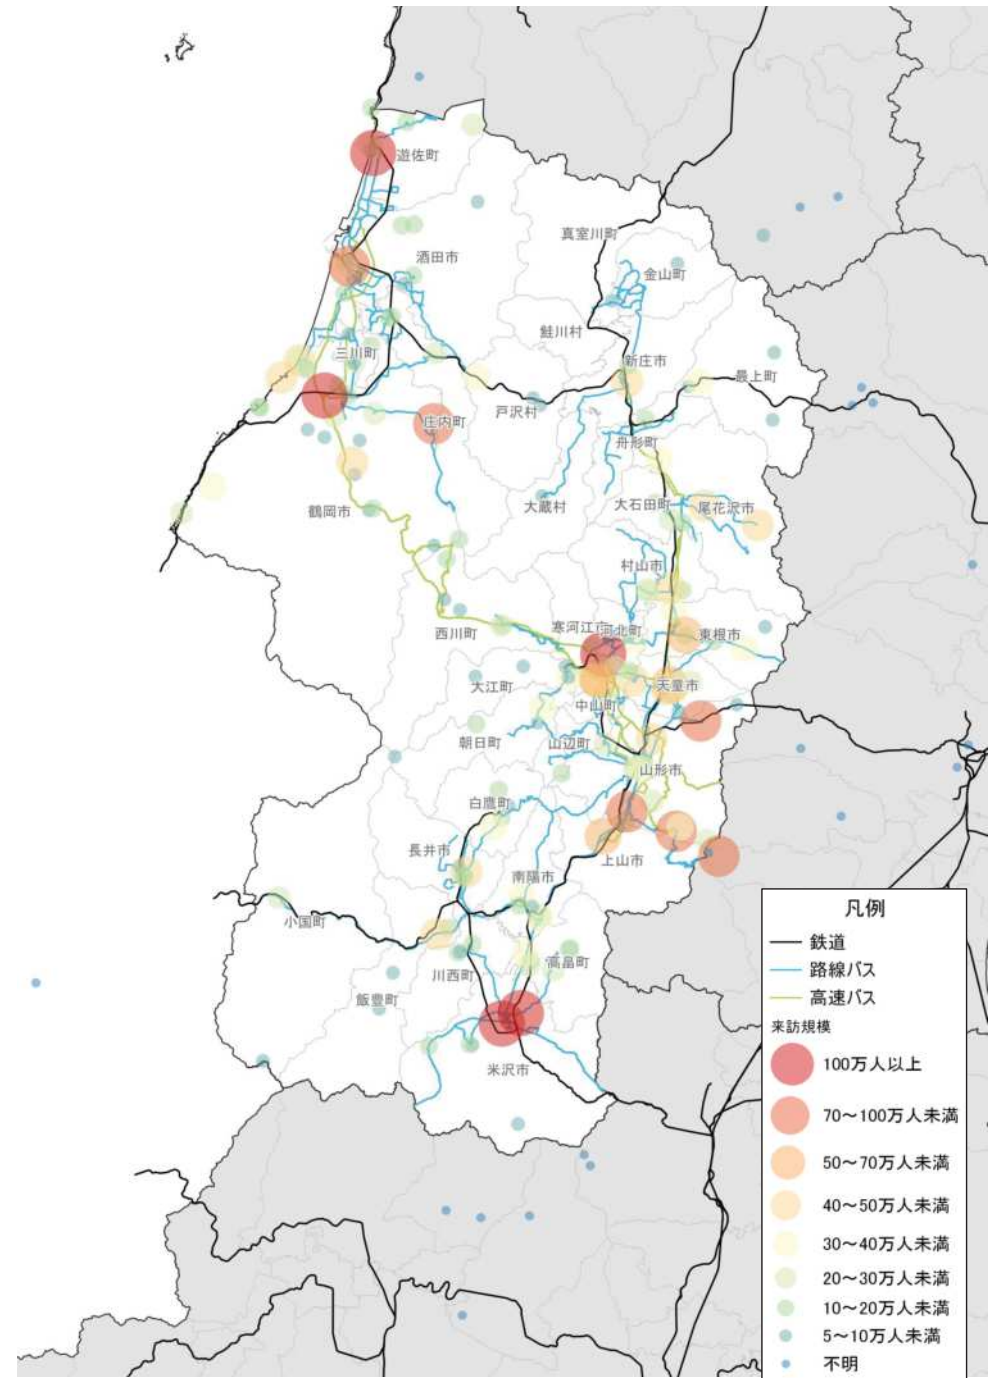 遊佐町
真室川町
酒田市
金山町
鮭川村
三川町
新庄市
最上町
戸沢村
庄内町
舟形町
大蔵村
大石田町
尾花沢市
鶴岡市
村山市
西川町
寒河江市
河北町
東根市
大江町
天童市
中山町
朝日町
山辺町
山形市
白鷹町
長井市
上山市
南陽市
小国町
川西町
高畠町
飯豊町
米沢市
凡例
鉄道
路線バス
高速バス
来訪規模
100万人以上
70～100万人未満
50～70万人未満
40～50万人未満
30～40万人未満
20～30万人未満
10～20万人未満
5～10万人未満
不明